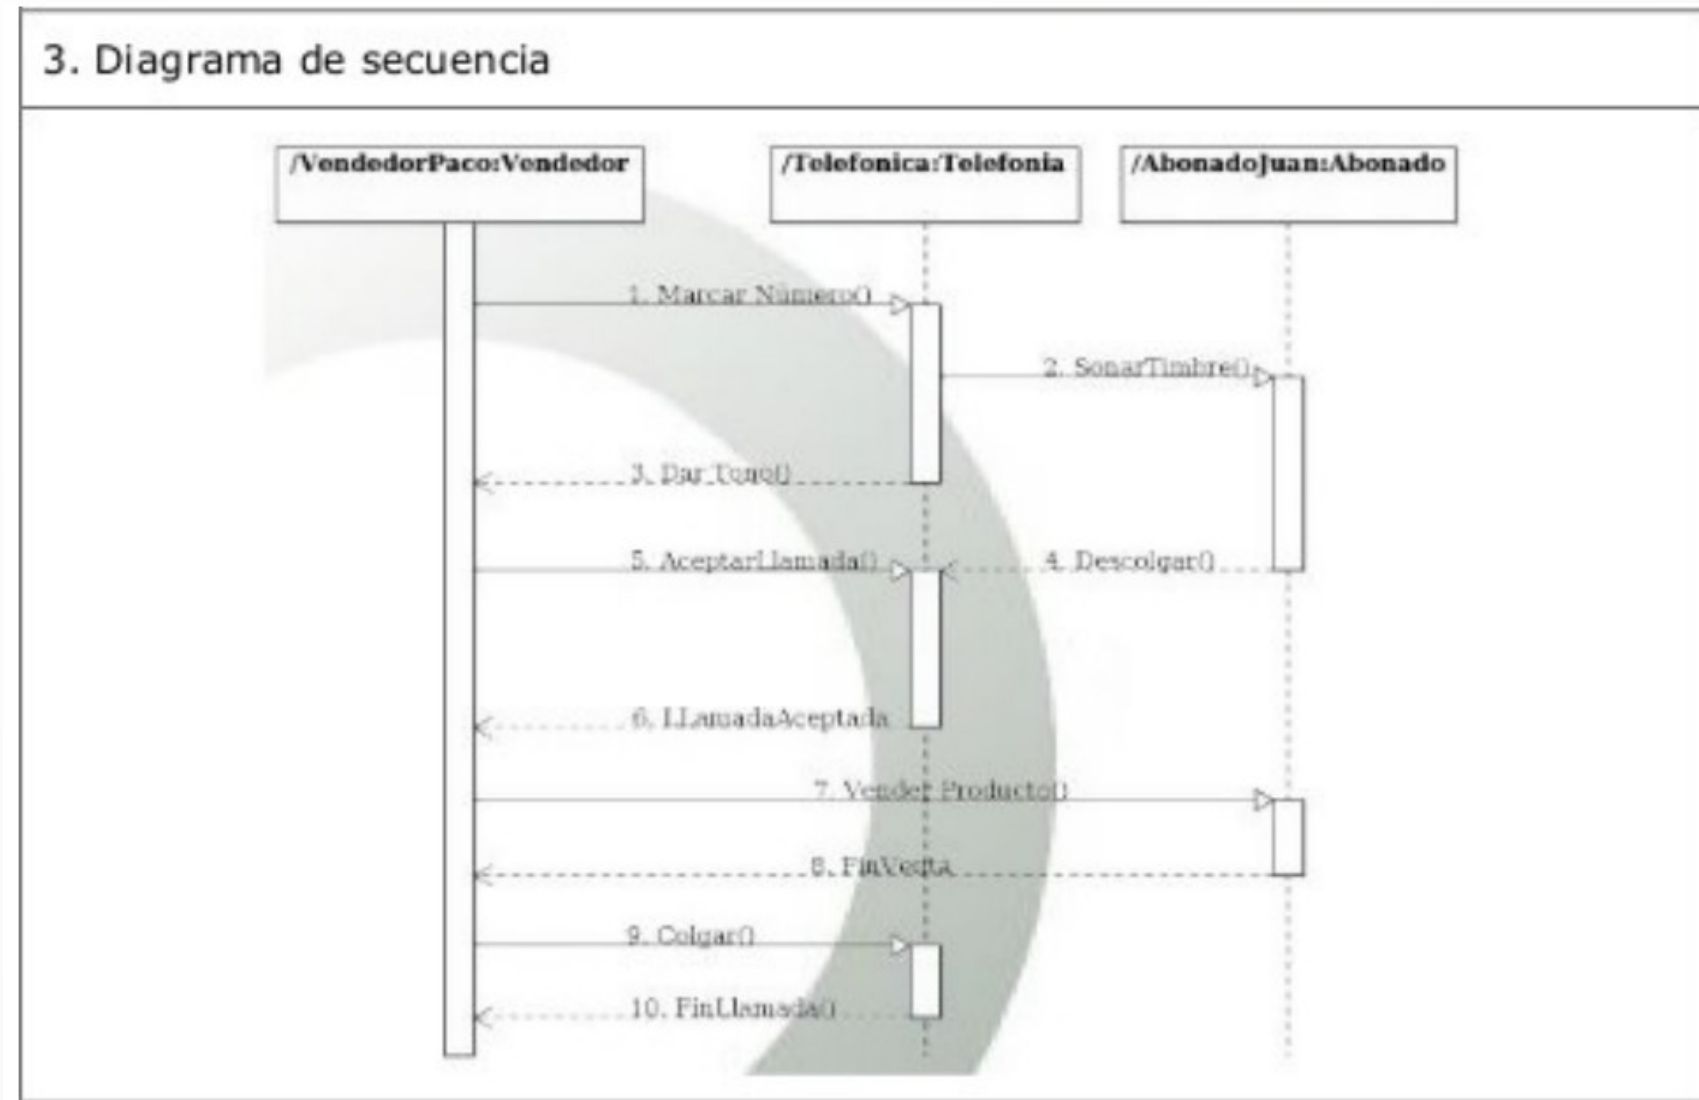 3. Diagrama de secuencia
/VendedorPaco:Vendedor
/Telefonica:Telefonia
/AbonadoJuan:Abonado
1. Marcar Número()
2. SonarTimbre()
3. Dar Tono()
5. AceptarLlamada()
4. Descolgar()
6. LLamadaAceptada
7. Vender Producto()
8. FinVenta
9. Colgar()
10. FinLlamada()